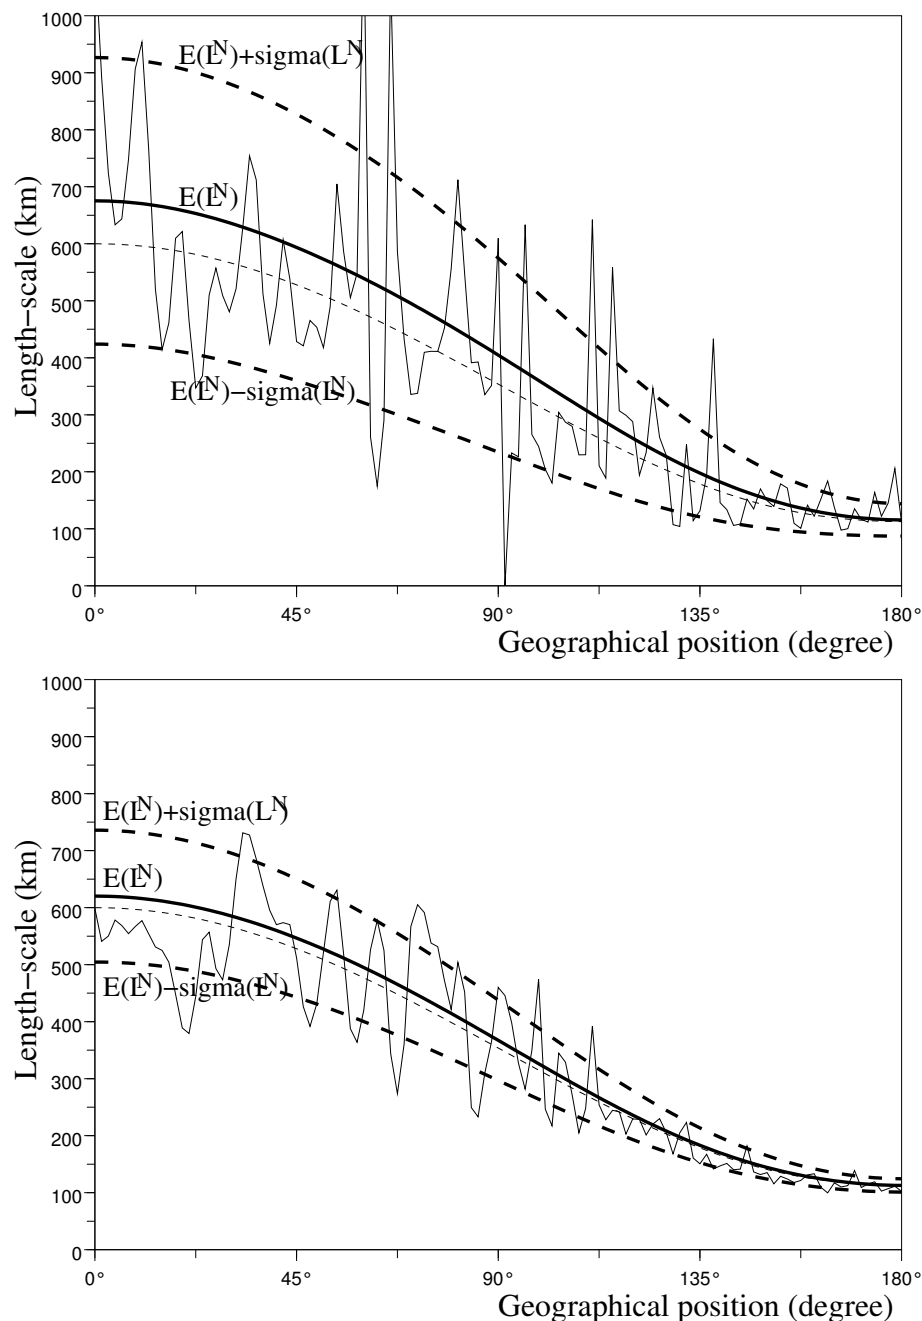 1000
900
800
700
600
500
400
300
200
100
0
Length−scale (km)
E(L^N)+sigma(L^N)
E(L^N)
E(L^N)−sigma(L^N)
0° 45° 90° 135° 180°
Geographical position (degree)
1000
900
800
700
600
500
400
300
200
100
0
Length−scale (km)
E(L^N)+sigma(L^N)
E(L^N)
E(L^N)−sigma(L^N)
0° 45° 90° 135° 180°
Geographical position (degree)